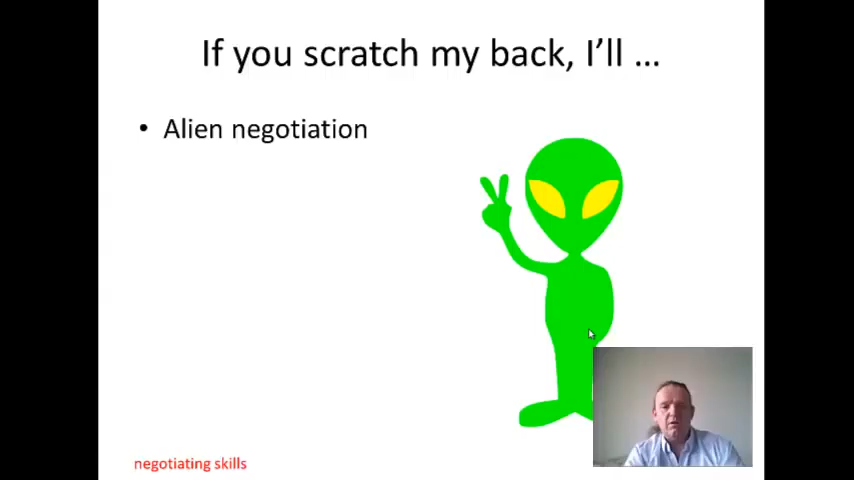 If you scratch my back, I’ll …
• Alien negotiation
negotiating skills